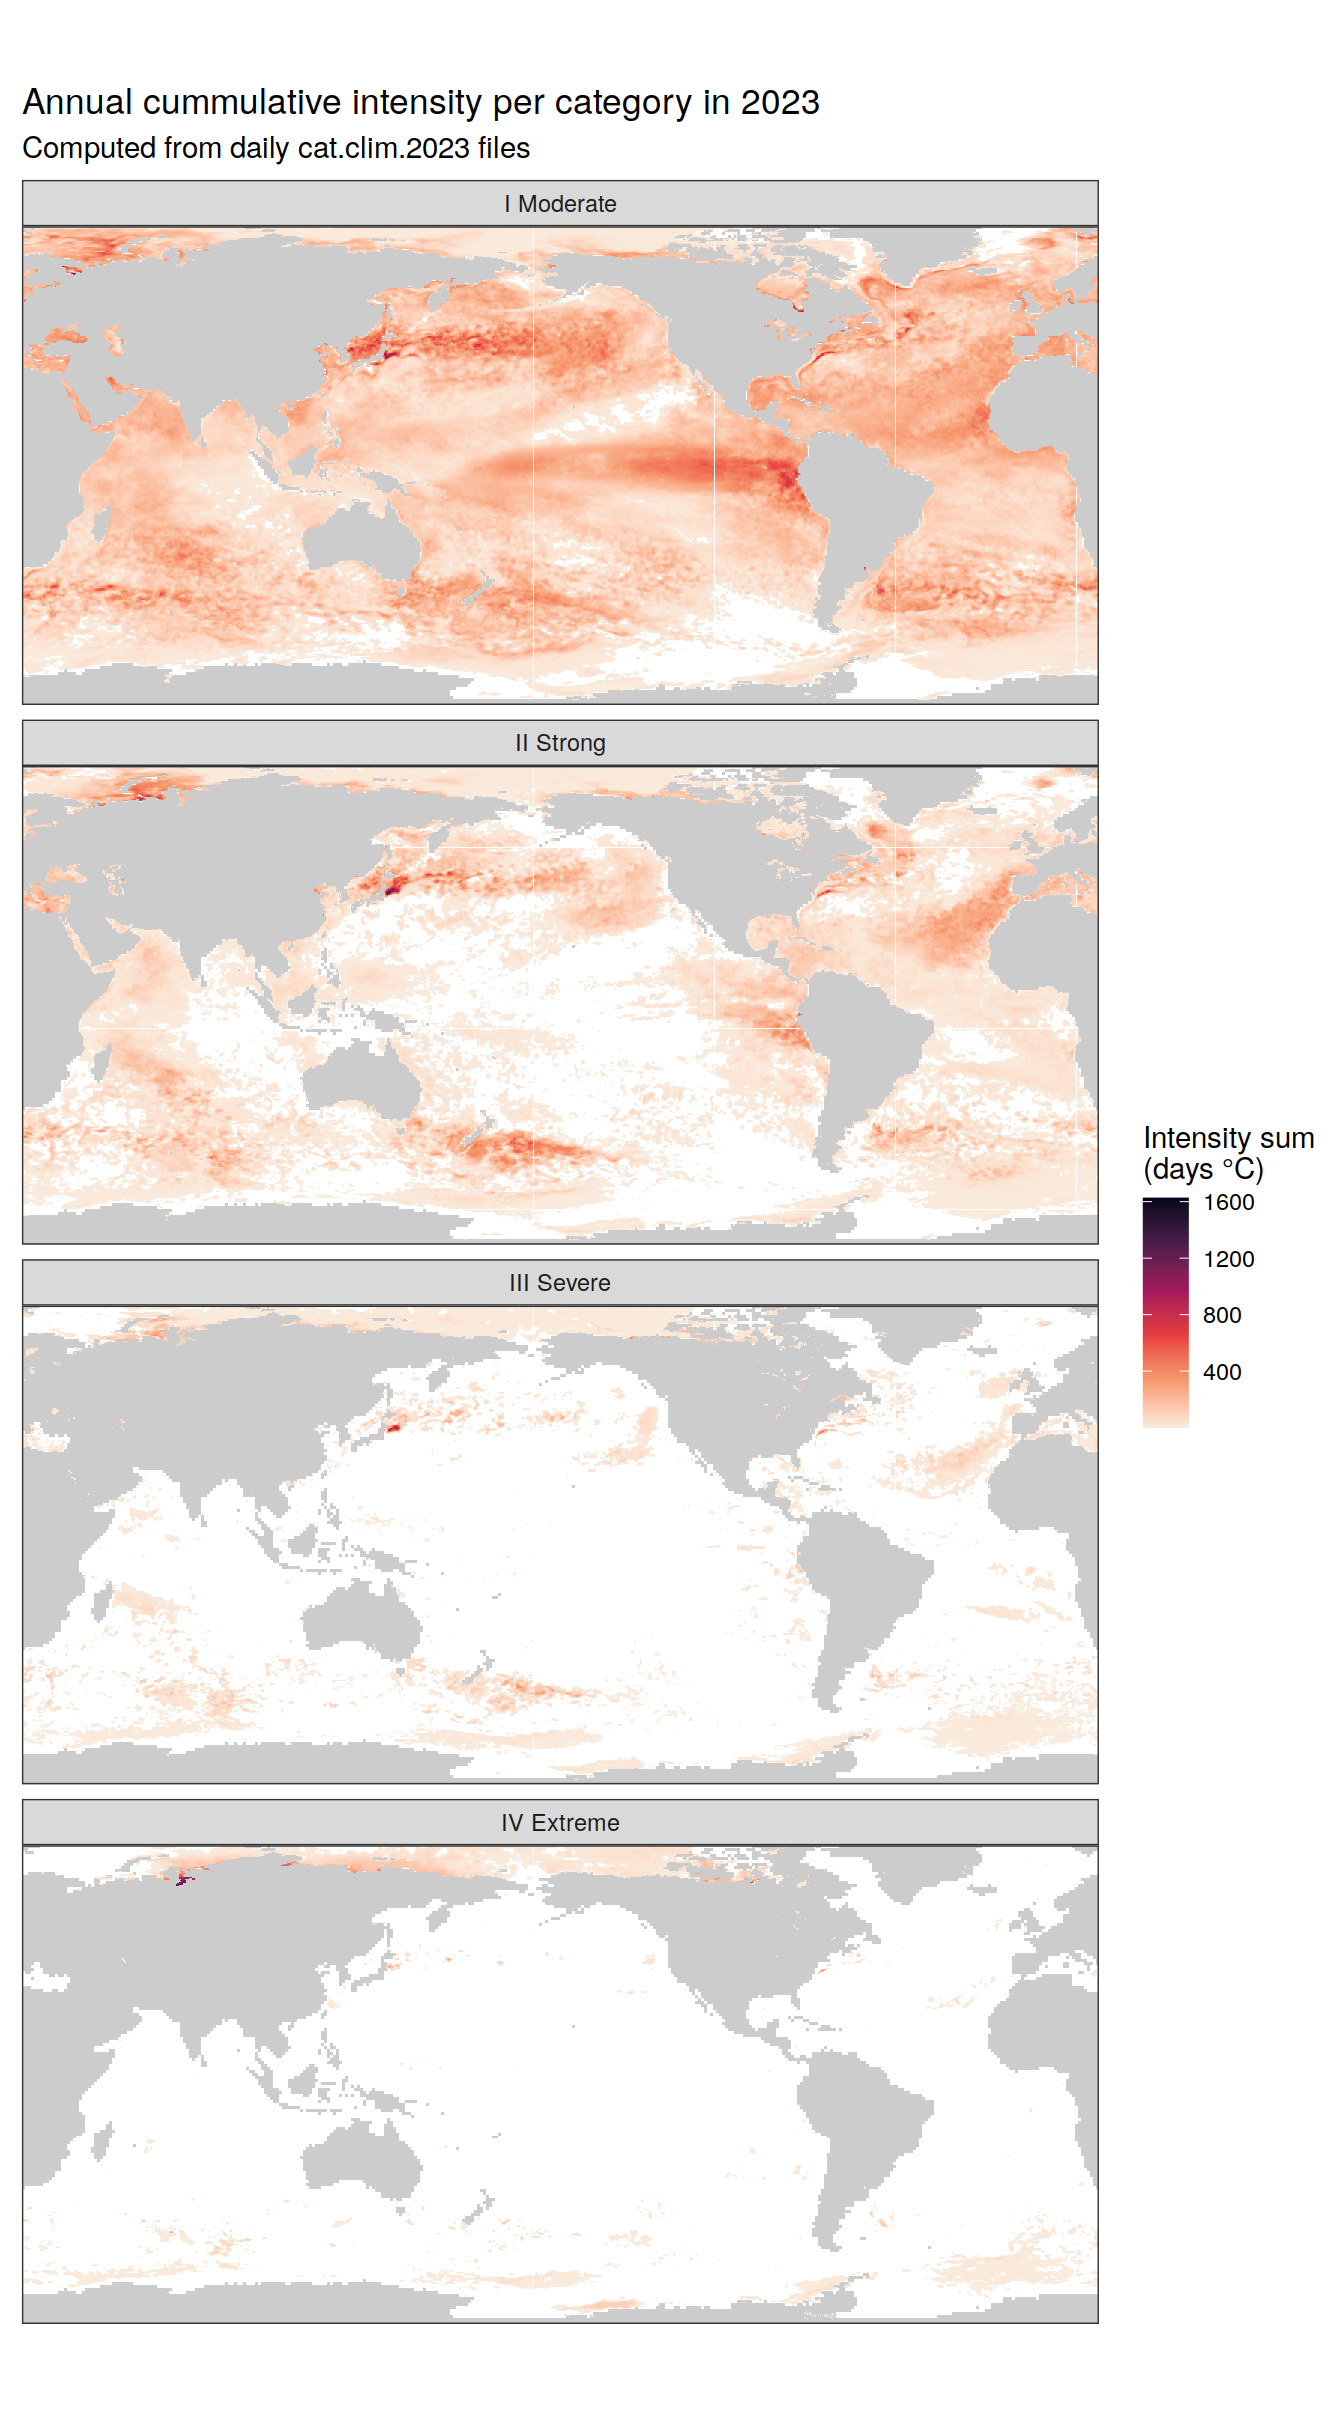 Annual cummulative intensity per category in 2023
Computed from daily cat.clim.2023 files
I Moderate
II Strong
III Severe
IV Extreme
Intensity sum
(days °C)
1600
1200
800
400